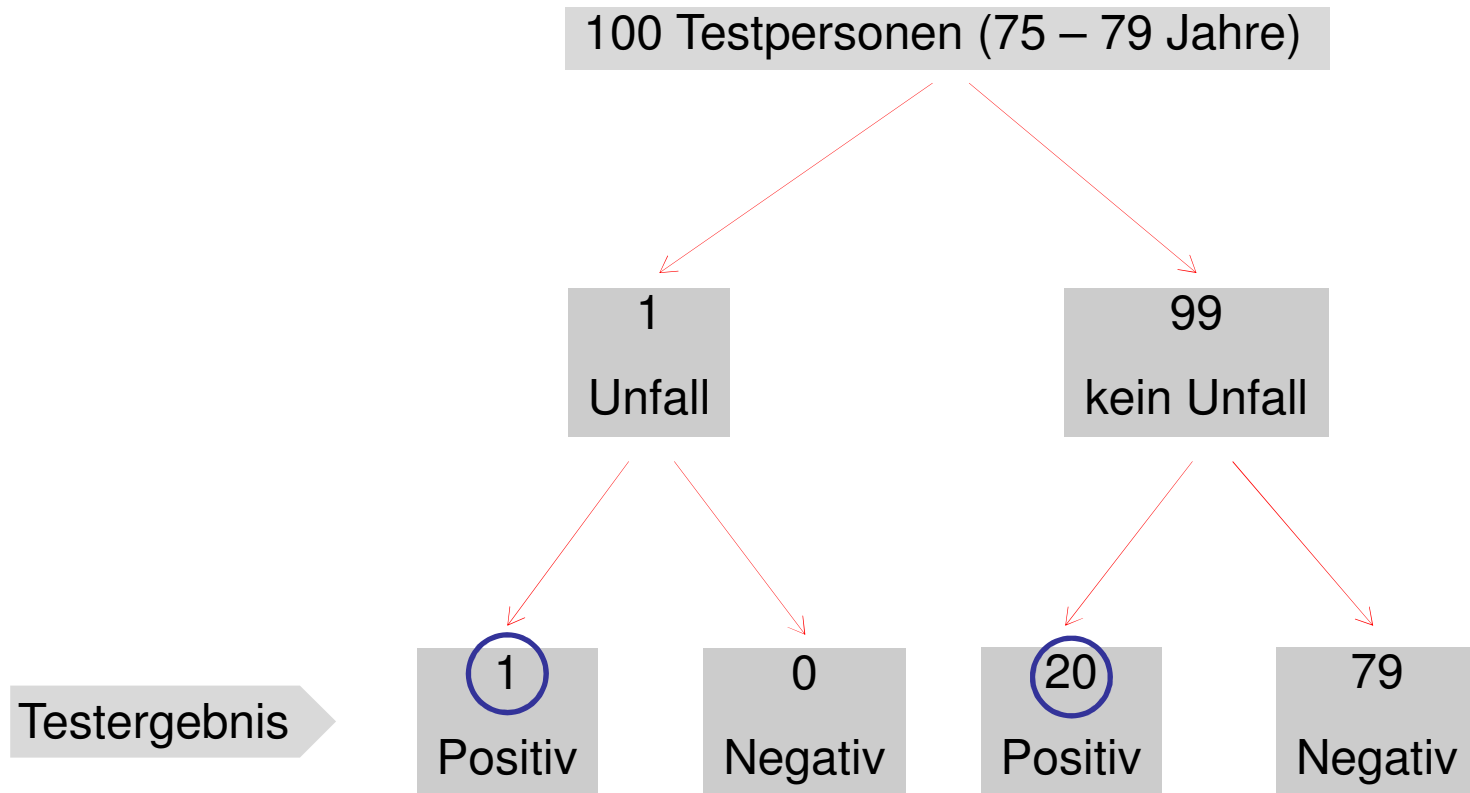 100 Testpersonen (75 – 79 Jahre)
1
Unfall
99
kein Unfall
Testergebnis
1
Positiv
0
Negativ
20
Positiv
79
Negativ